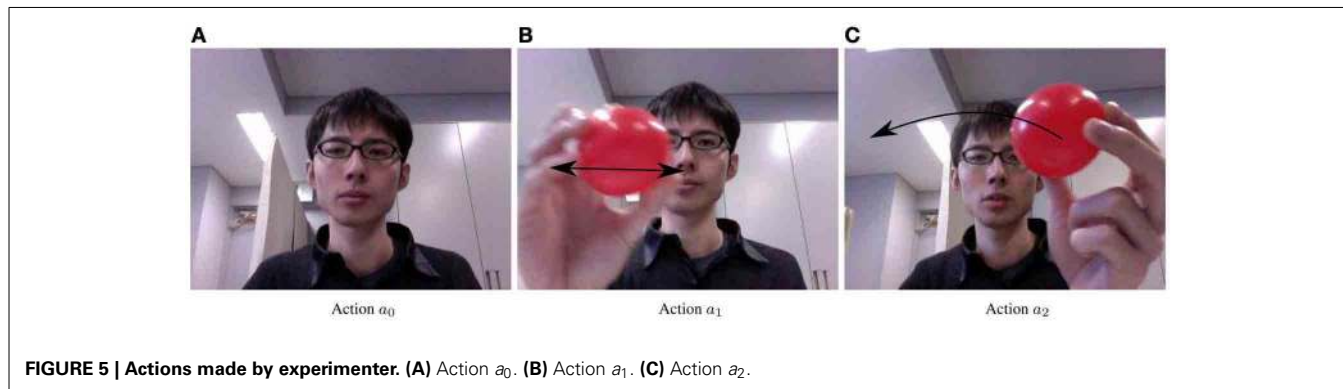 A B C
Action a₀ Action a₁ Action a₂
FIGURE 5 | Actions made by experimenter. (A) Action a₀. (B) Action a₁. (C) Action a₂.